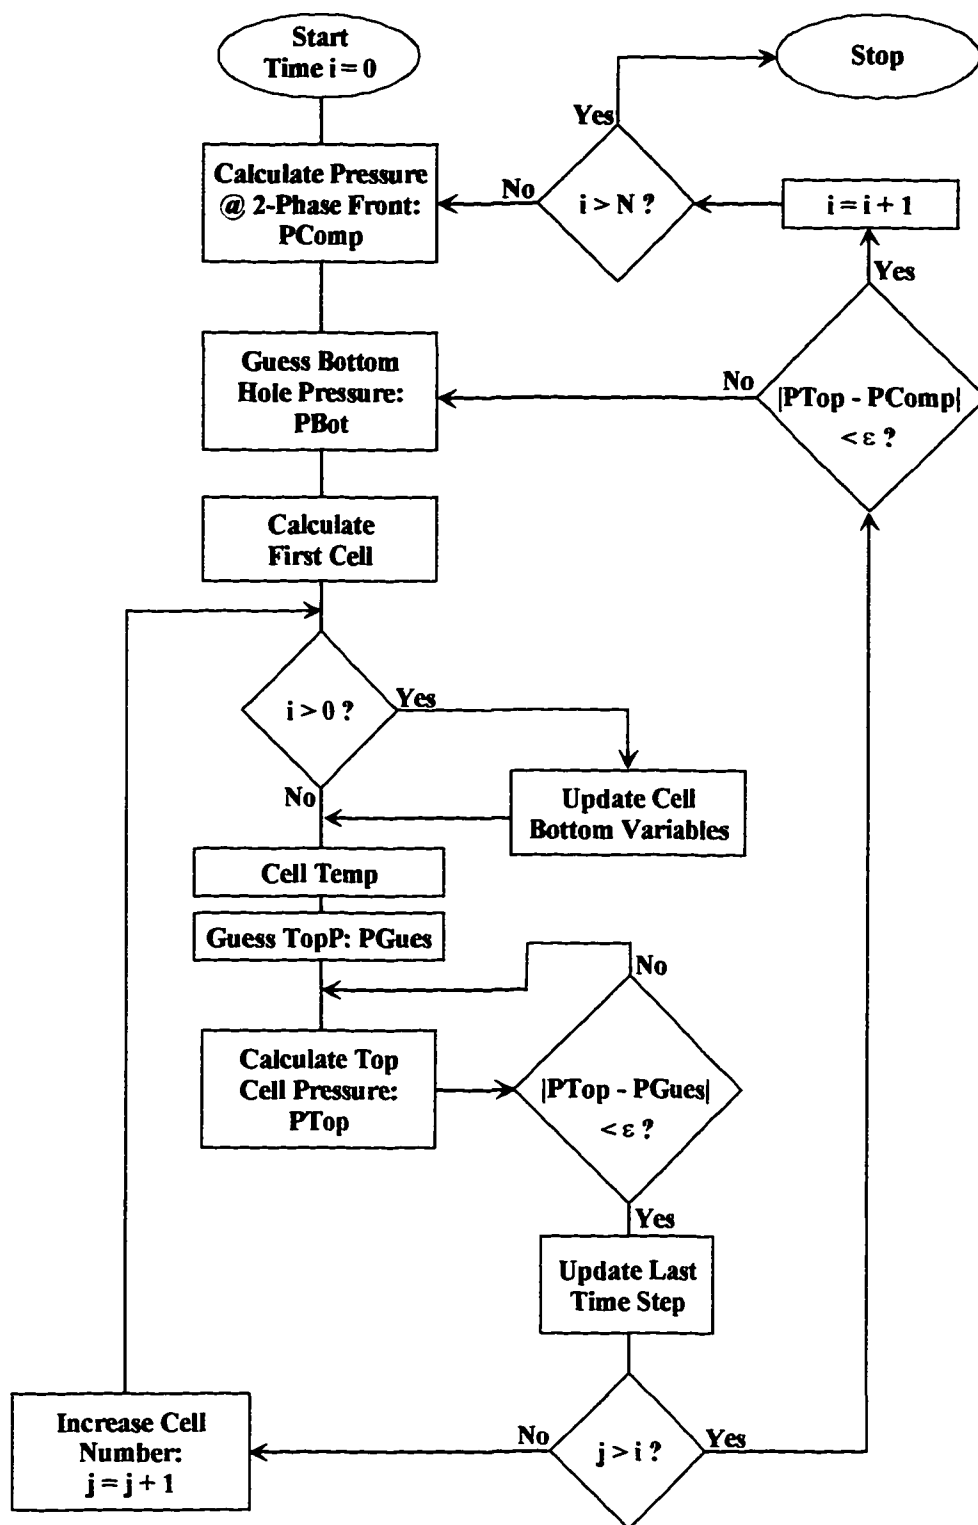 Start
Time i = 0
Stop
Yes
Calculate Pressure
@ 2-Phase Front:
PComp
No
i > N ?
i = i + 1
Yes
Guess Bottom
Hole Pressure:
PBot
No
|PTop - PComp|
< ε ?
Calculate
First Cell
i > 0 ?
Yes
No
Update Cell
Bottom Variables
Cell Temp
Guess TopP: PGues
No
Calculate Top
Cell Pressure:
PTop
|PTop - PGues|
< ε ?
Yes
Update Last
Time Step
Increase Cell
Number:
j = j + 1
No
j > i ?
Yes